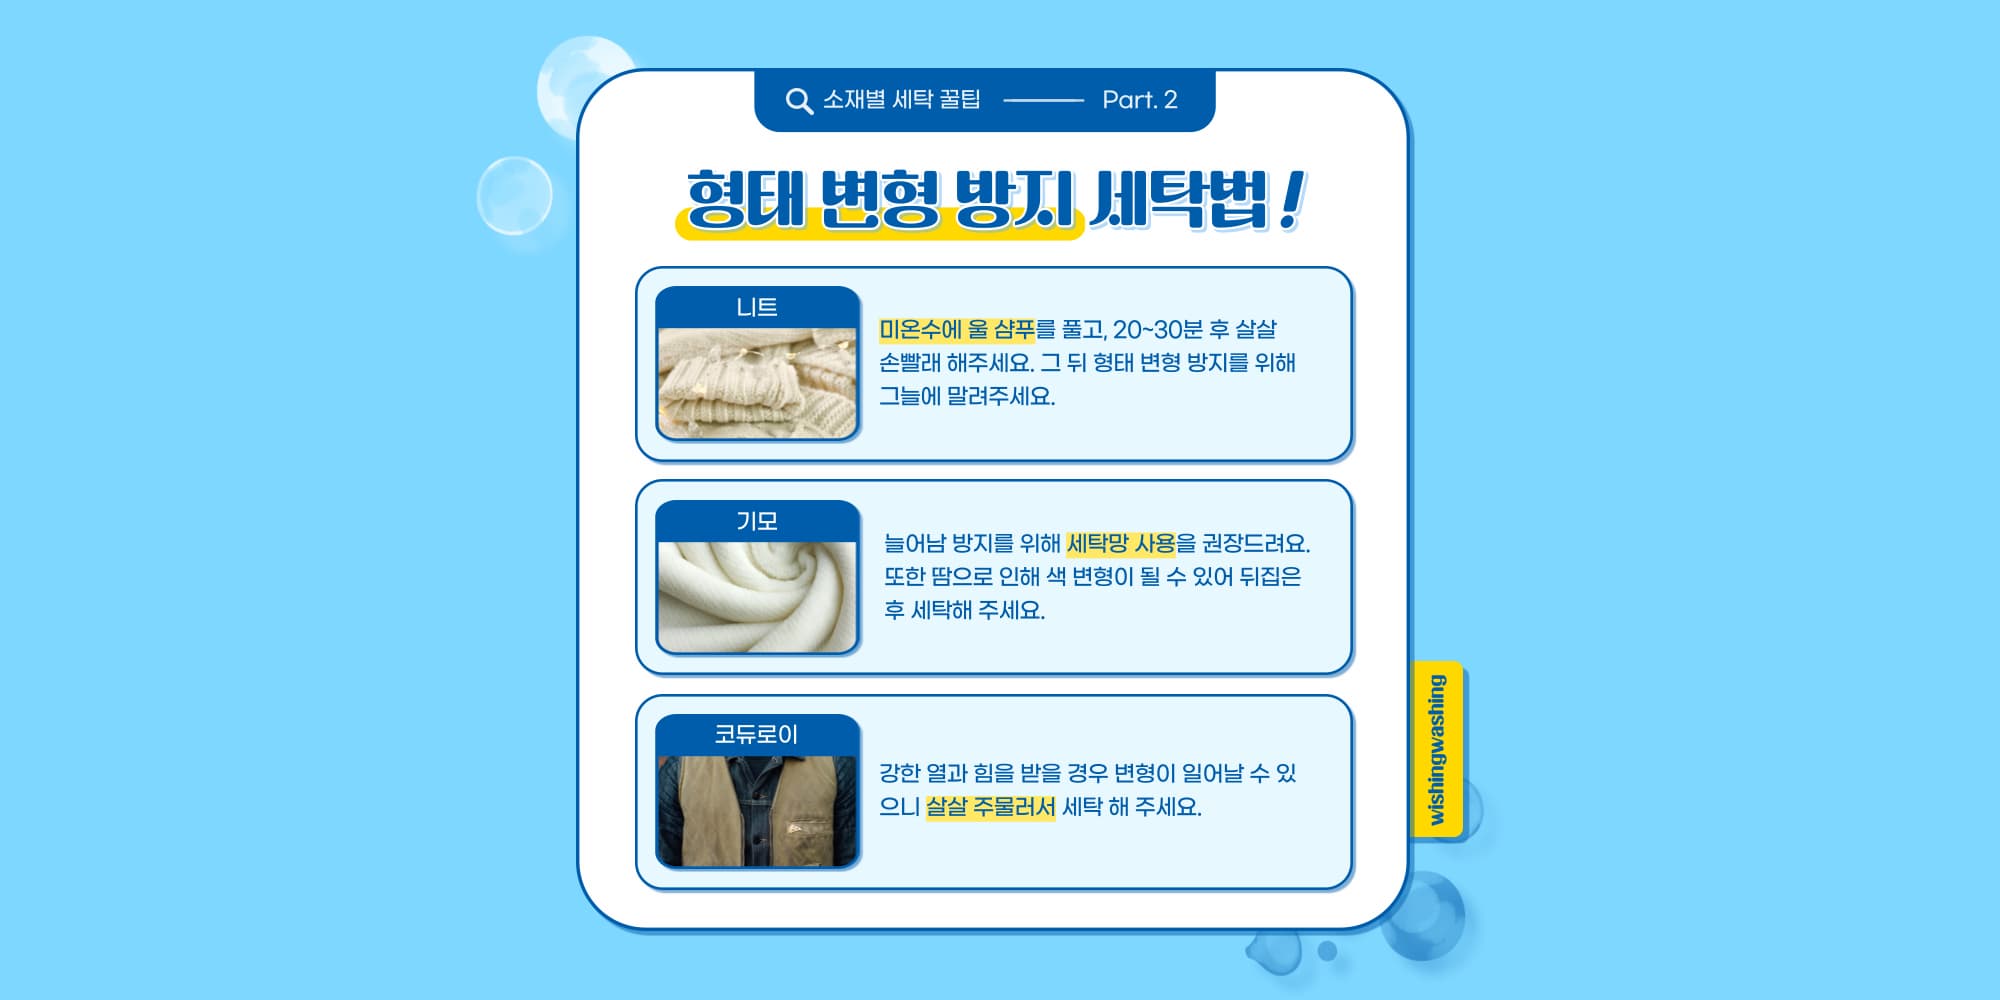 소재별 세탁 꿀팁 Part. 2
형태 변형 방지 세탁법!
니트
미온수에 울 샴푸를 풀고, 20~30분 후 살살
손빨래 해주세요. 그 뒤 형태 변형 방지를 위해
그늘에 말려주세요.
기모
늘어남 방지를 위해 세탁망 사용을 권장드려요.
또한 땀으로 인해 색 변형이 될 수 있어 뒤집은
후 세탁해 주세요.
코듀로이
강한 열과 힘을 받을 경우 변형이 일어날 수 있
으니 살살 주물러서 세탁 해 주세요.
wishingwashing